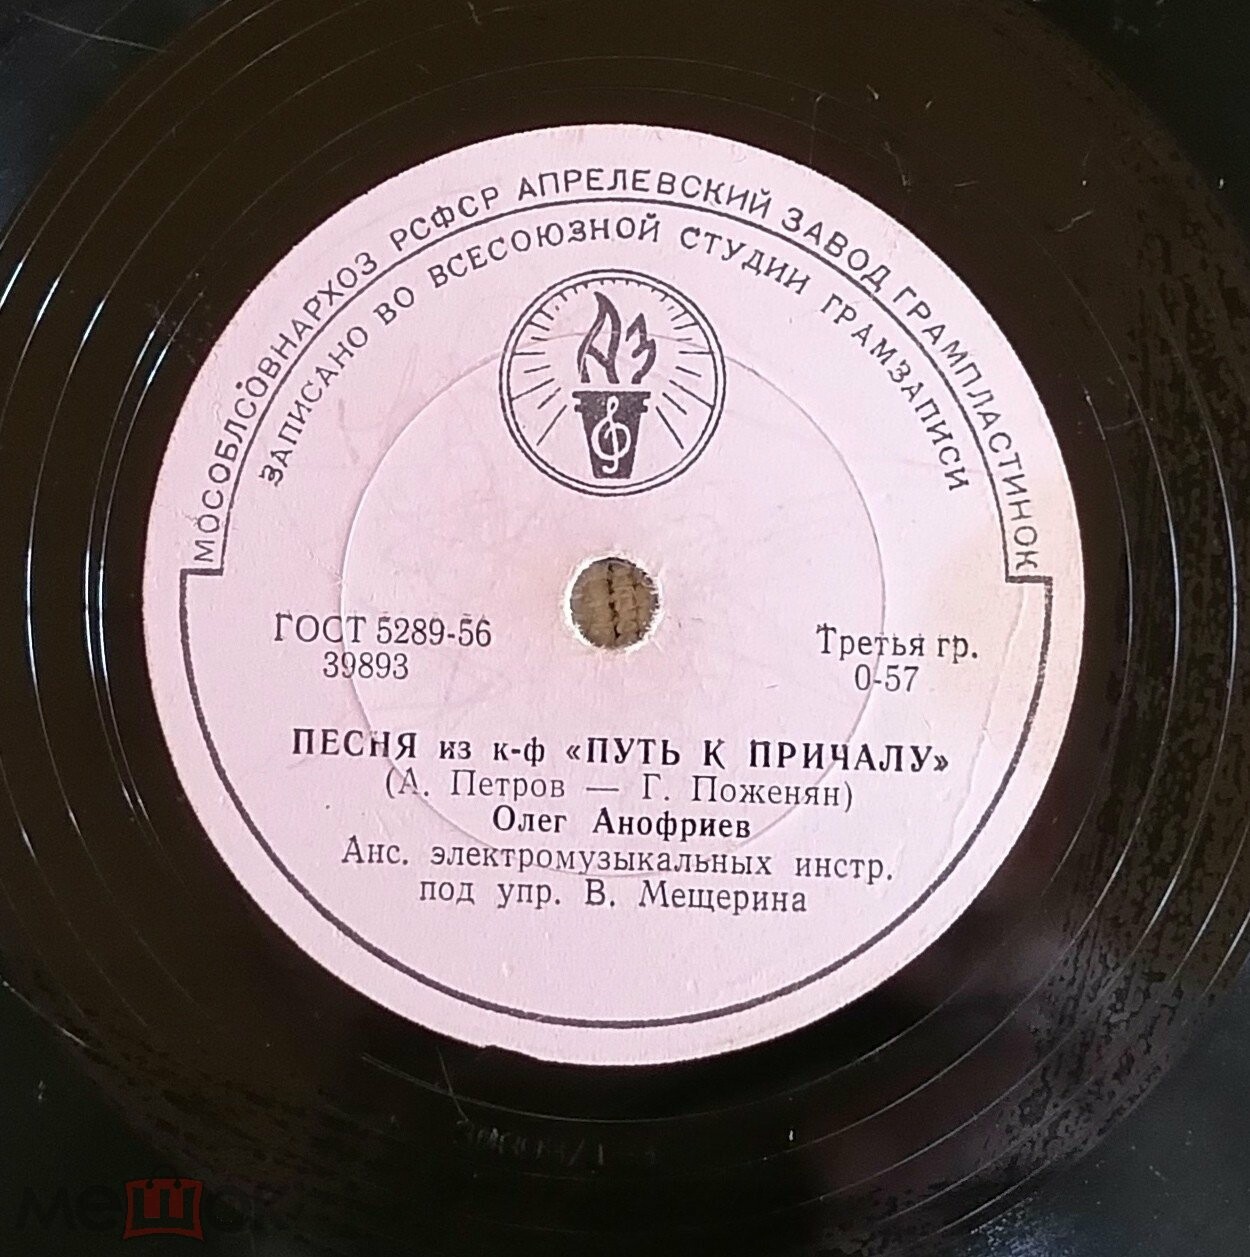 МОСОБЛСОВНАРХОЗ РСФСР АПРЕЛЕВСКИЙ ЗАВОД ГРАМПЛАСТИНОК
ЗАПИСАНО ВО ВСЕСОЮЗНОЙ СТУДИИ ГРАМЗАПИСИ
АЗ
ГОСТ 5289-56
39893
Третья гр.
0-57
ПЕСНЯ из к-ф «ПУТЬ К ПРИЧАЛУ»
(А. Петров — Г. Поженян)
Олег Анофриев
Анс. электромузыкальных инстр.
под упр. В. Мещерина
мешок